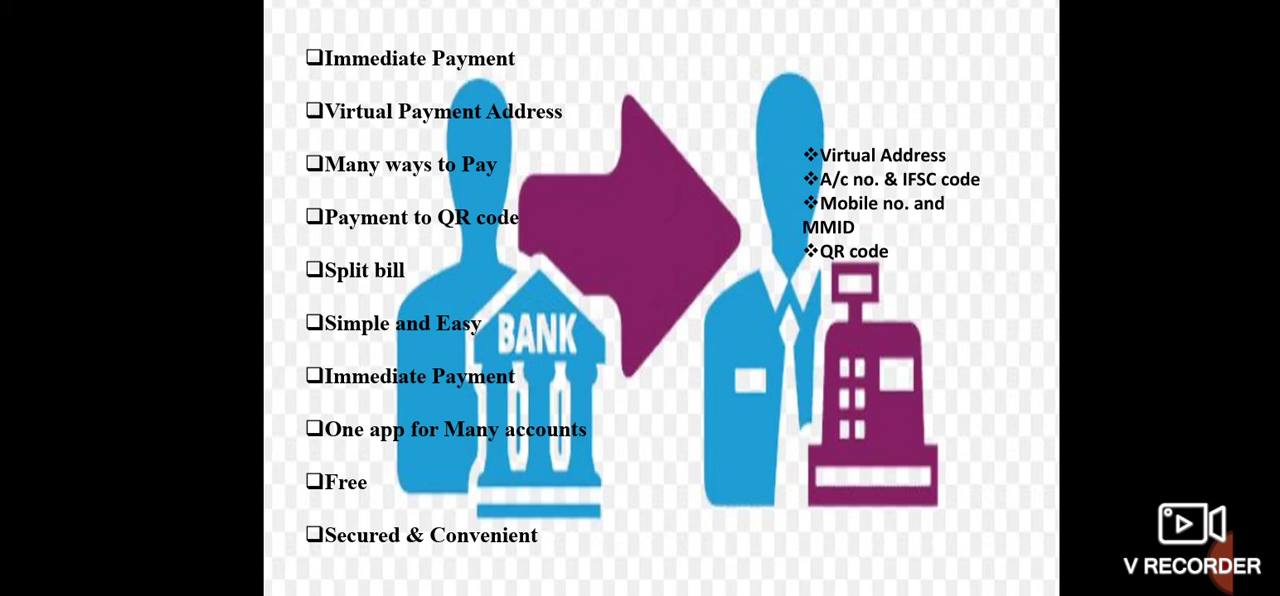 ❑Immediate Payment
❑Virtual Payment Address
❑Many ways to Pay
❑Payment to QR code
❑Split bill
❑Simple and Easy
❑Immediate Payment
❑One app for Many accounts
❑Free
❑Secured & Convenient
BANK
❖Virtual Address
❖A/c no. & IFSC code
❖Mobile no. and
MMID
❖QR code
V RECORDER